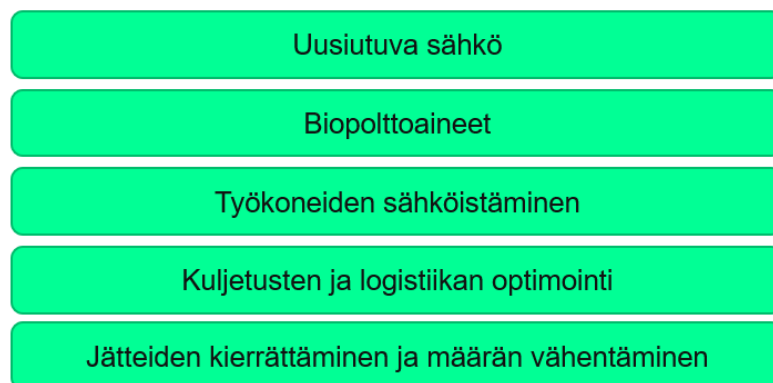 Uusiutuva sähkö
Biopolttoaineet
Työkoneiden sähköistäminen
Kuljetusten ja logistiikan optimointi
Jätteiden kierrättäminen ja määrän vähentäminen